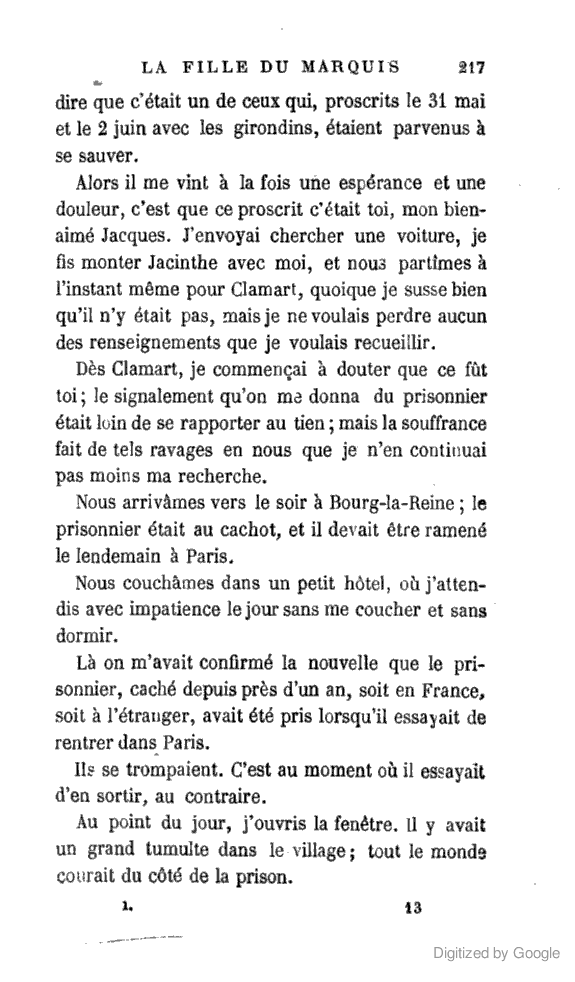 LA FILLE DU MARQUIS 217
dire que c'était un de ceux qui, proscrits le 31 mai
et le 2 juin avec les girondins, étaient parvenus à
se sauver.
Alors il me vint à la fois une espérance et une
douleur, c'est que ce proscrit c'était toi, mon bien-
aimé Jacques. J'envoyai chercher une voiture, je
fis monter Jacinthe avec moi, et nous partîmes à
l'instant même pour Clamart, quoique je susse bien
qu'il n'y était pas, mais je ne voulais perdre aucun
des renseignements que je voulais recueillir.
Dès Clamart, je commençai à douter que ce fût
toi; le signalement qu'on me donna du prisonnier
était loin de se rapporter au tien; mais la souffrance
fait de tels ravages en nous que je n'en continuai
pas moins ma recherche.
Nous arrivâmes vers le soir à Bourg-la-Reine; le
prisonnier était au cachot, et il devait être ramené
le lendemain à Paris.
Nous couchâmes dans un petit hôtel, où j'atten-
dis avec impatience le jour sans me coucher et sans
dormir.
Là on m'avait confirmé la nouvelle que le pri-
sonnier, caché depuis près d'un an, soit en France,
soit à l'étranger, avait été pris lorsqu'il essayait de
rentrer dans Paris.
Ils se trompaient. C'est au moment où il essayait
d'en sortir, au contraire.
Au point du jour, j'ouvris la fenêtre. Il y avait
un grand tumulte dans le village; tout le monde
courait du côté de la prison.
1. 13
Digitized by Google